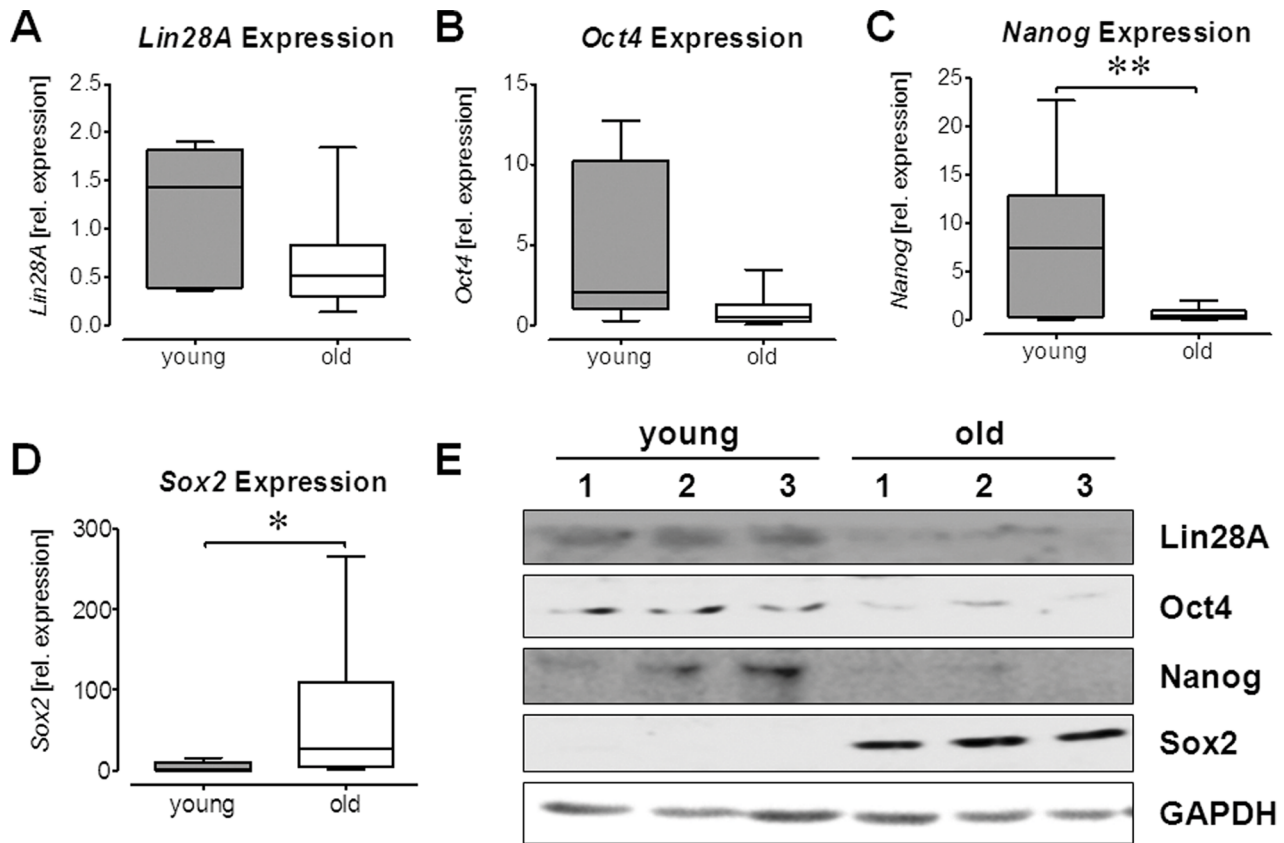 A
Lin28A Expression
Lin28A [rel. expression]
2.5
2.0
1.5
1.0
0.5
0.0
young old
B
Oct4 Expression
Oct4 [rel. expression]
15
10
5
0
young old
C
Nanog Expression
**
Nanog [rel. expression]
25
20
15
10
5
0
young old
D
Sox2 Expression
*
Sox2 [rel. expression]
300
200
100
0
young old
E
young old
1 2 3 1 2 3
Lin28A
Oct4
Nanog
Sox2
GAPDH